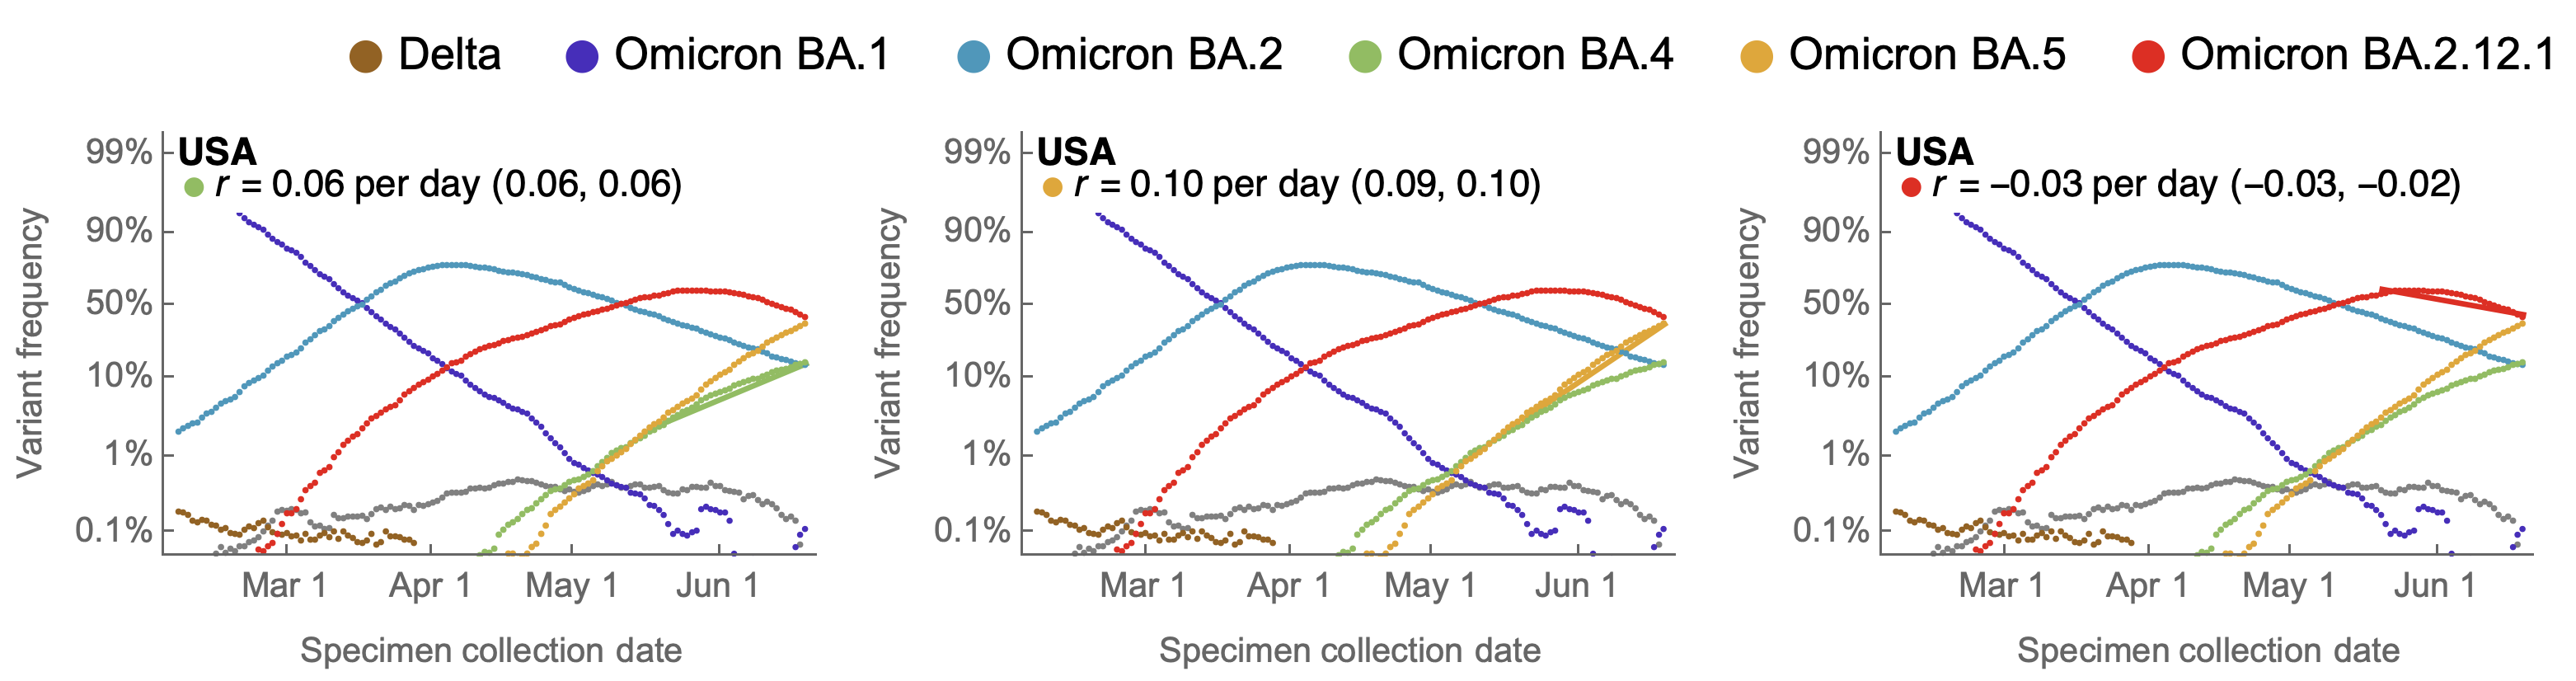 Delta Omicron BA.1 Omicron BA.2 Omicron BA.4 Omicron BA.5 Omicron BA.2.12.1
Variant frequency
99%
90%
50%
10%
1%
0.1%
USA
r = 0.06 per day (0.06, 0.06)
Mar 1 Apr 1 May 1 Jun 1
Specimen collection date
Variant frequency
99%
90%
50%
10%
1%
0.1%
USA
r = 0.10 per day (0.09, 0.10)
Mar 1 Apr 1 May 1 Jun 1
Specimen collection date
Variant frequency
99%
90%
50%
10%
1%
0.1%
USA
r = −0.03 per day (−0.03, −0.02)
Mar 1 Apr 1 May 1 Jun 1
Specimen collection date